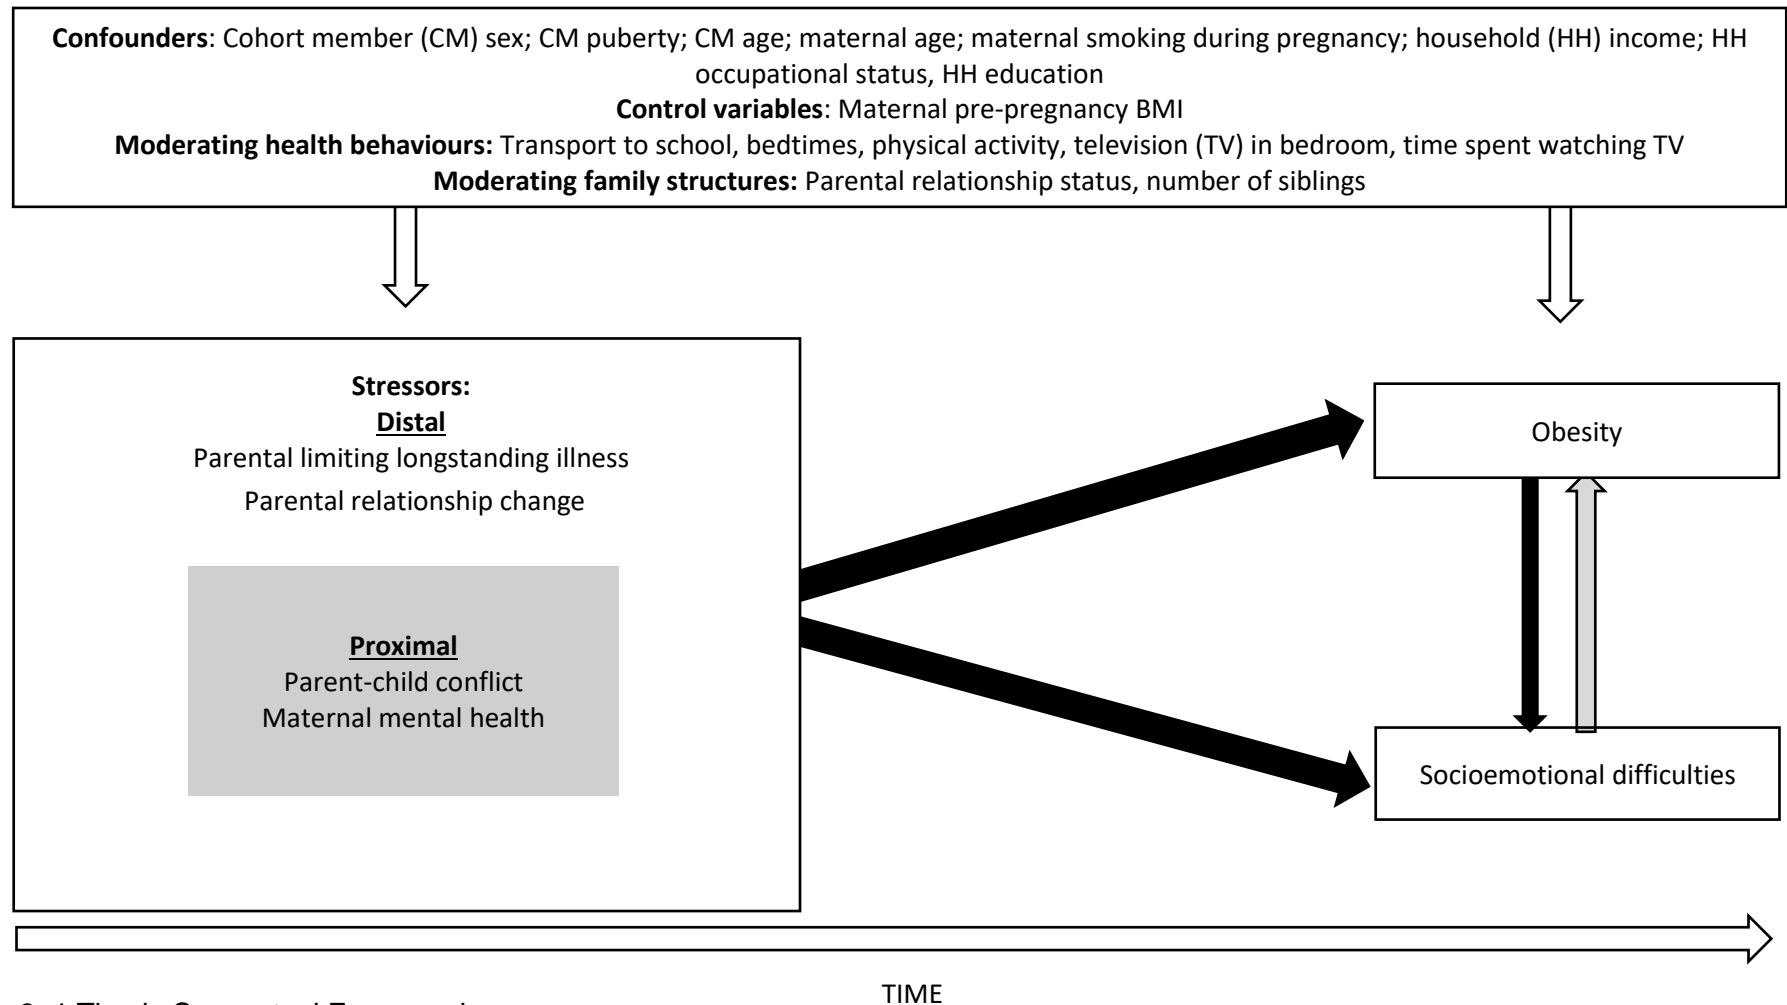 Confounders: Cohort member (CM) sex; CM puberty; CM age; maternal age; maternal smoking during pregnancy; household (HH) income; HH
occupational status, HH education
Control variables: Maternal pre-pregnancy BMI
Moderating health behaviours: Transport to school, bedtimes, physical activity, television (TV) in bedroom, time spent watching TV
Moderating family structures: Parental relationship status, number of siblings
Stressors:
Distal
Parental limiting longstanding illness
Parental relationship change
Proximal
Parent-child conflict
Maternal mental health
Obesity
Socioemotional difficulties
TIME